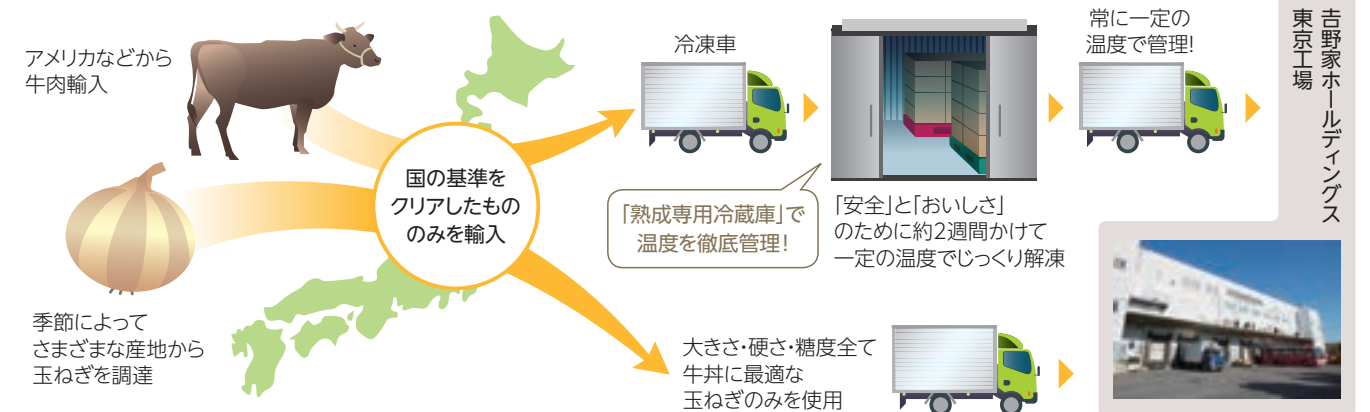 アメリカなどから
牛肉輸入
季節によって
さまざまな産地から
玉ねぎを調達
国の基準を
クリアしたもの
のみを輸入
冷凍車
「熟成専用冷蔵庫」で
温度を徹底管理！
「安全」と「おいしさ」
のために約2週間かけて
一定の温度でじっくり解凍
常に一定の
温度で管理！
大きさ・硬さ・糖度全て
牛丼に最適な
玉ねぎのみを使用
吉野家ホールディングス
東京工場